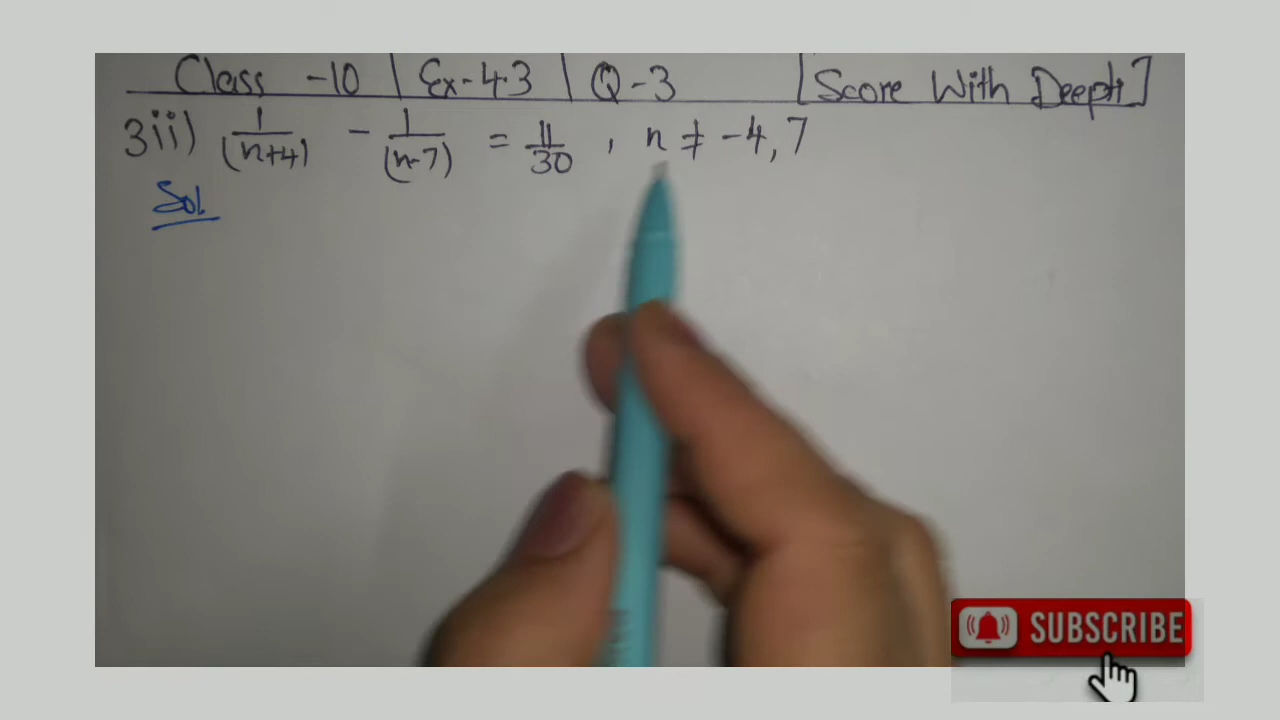 Class -10 | Ex-4.3 | Q-3 [Score With Deepti]
3ii) 1/(n+4) - 1/(n-7) = 11/30 , n ≠ -4, 7
Sol.
SUBSCRIBE